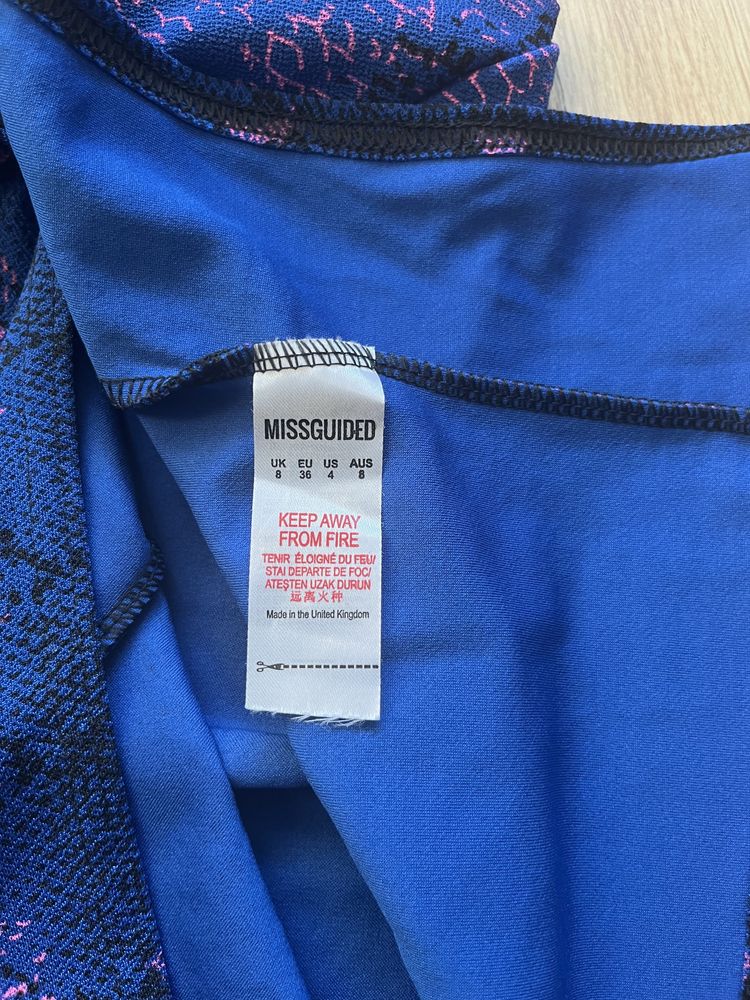 MISSGUIDED
UK EU US AUS
8 36 4 8
KEEP AWAY
FROM FIRE
TENIR ÉLOIGNÉ DU FEU/
STAI DEPARTE DE FOC/
ATEŞTEN UZAK DURUN
远离火种
Made in the United Kingdom